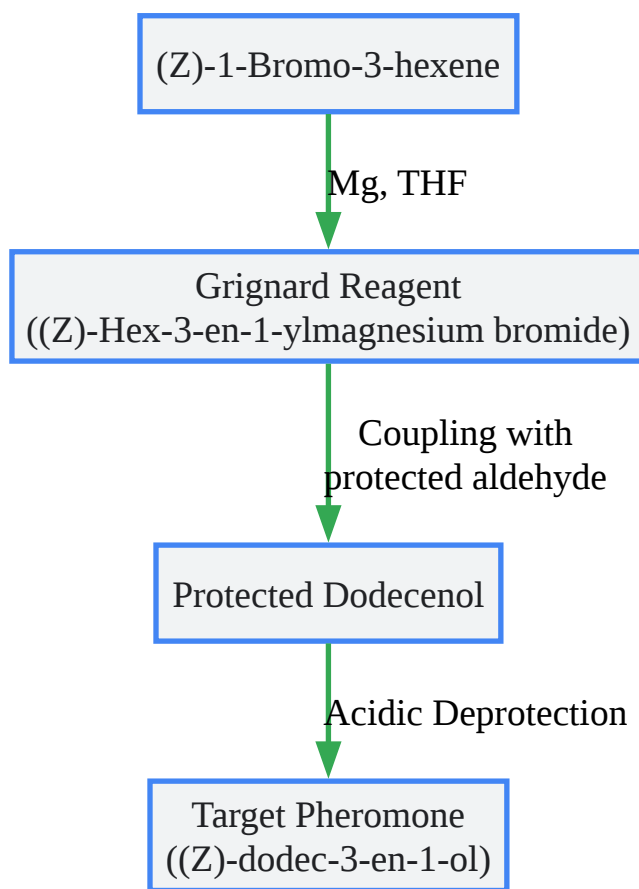 (Z)-1-Bromo-3-hexene
Mg, THF
Grignard Reagent
((Z)-Hex-3-en-1-ylmagnesium bromide)
Coupling with
protected aldehyde
Protected Dodecenol
Acidic Deprotection
Target Pheromone
((Z)-dodec-3-en-1-ol)